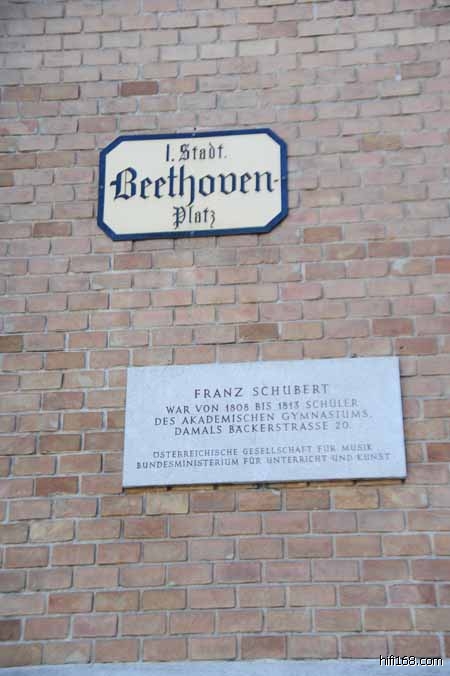 I. Stadt.
Beethoven-
Platz
FRANZ SCHUBERT
WAR VON 1808 BIS 1813 SCHÜLER
DES AKADEMISCHEN GYMNASIUMS,
DAMALS BÄCKERSTRASSE 20.
ÖSTERREICHISCHE GESELLSCHAFT FÜR MUSIK
BUNDESMINISTERIUM FÜR UNTERRICHT UND KUNST
hifi168.com